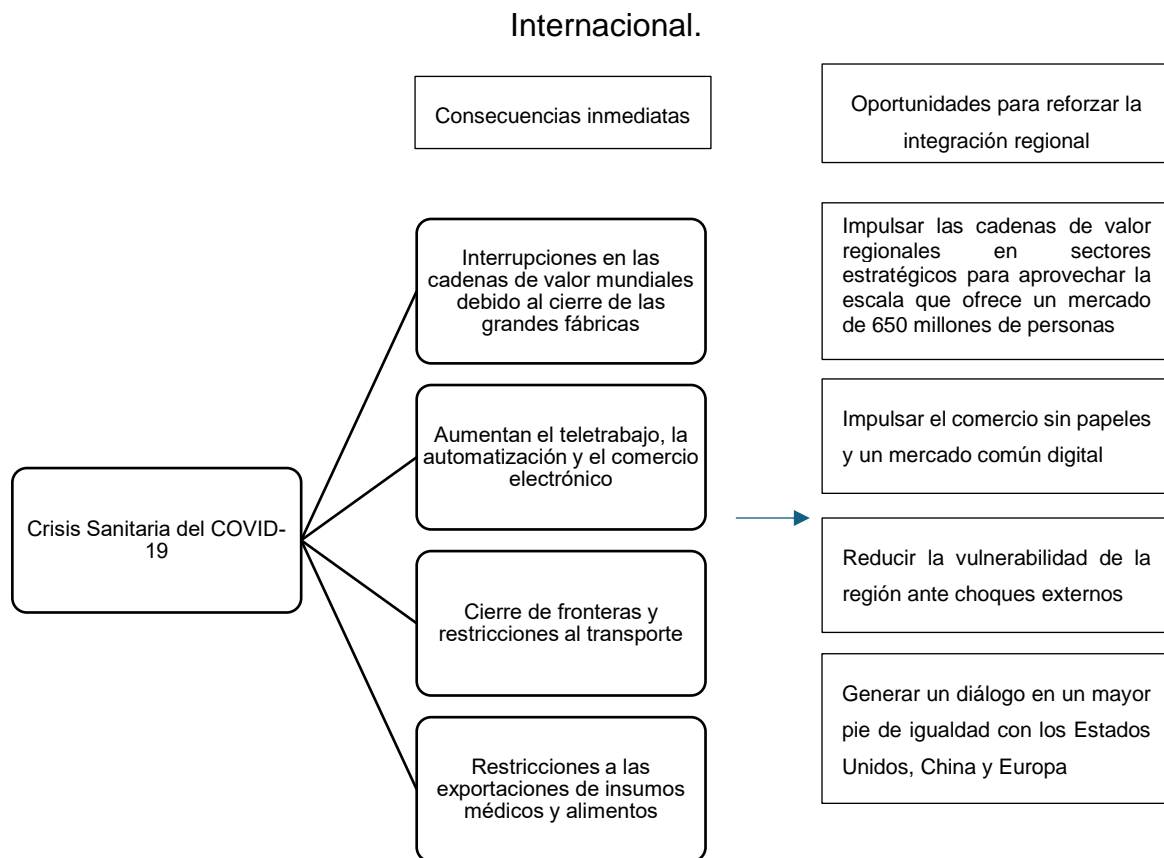 Internacional.
Consecuencias inmediatas
Oportunidades para reforzar la
integración regional
Crisis Sanitaria del COVID-
19
Interrupciones en las
cadenas de valor mundiales
debido al cierre de las
grandes fábricas
Aumentan el teletrabajo, la
automatización y el comercio
electrónico
Cierre de fronteras y
restricciones al transporte
Restricciones a las
exportaciones de insumos
médicos y alimentos
Impulsar las cadenas de valor
regionales en sectores
estratégicos para aprovechar la
escala que ofrece un mercado
de 650 millones de personas
Impulsar el comercio sin papeles
y un mercado común digital
Reducir la vulnerabilidad de la
región ante choques externos
Generar un diálogo en un mayor
pie de igualdad con los Estados
Unidos, China y Europa